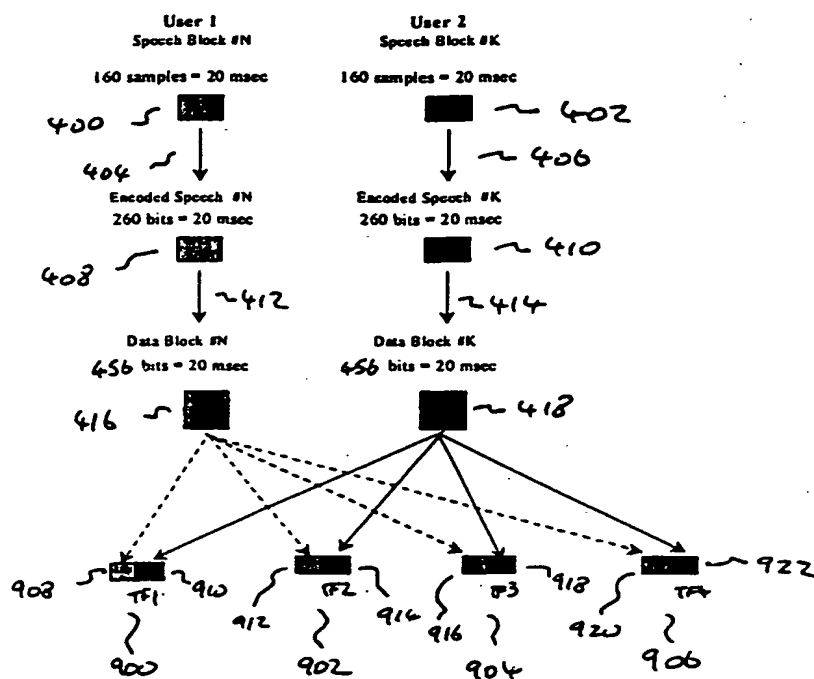 User 1 User 2
Speech Block #N Speech Block #K
160 samples = 20 msec 160 samples = 20 msec
400 402
404 406
Encoded Speech #N Encoded Speech #K
260 bits = 20 msec 260 bits = 20 msec
408 410
412 414
Data Block #N Data Block #K
456 bits = 20 msec 456 bits = 20 msec
416 418
908 910 912 914 916 918 920 922
TF1 TF2 TF3 TF4
900 902 904 906